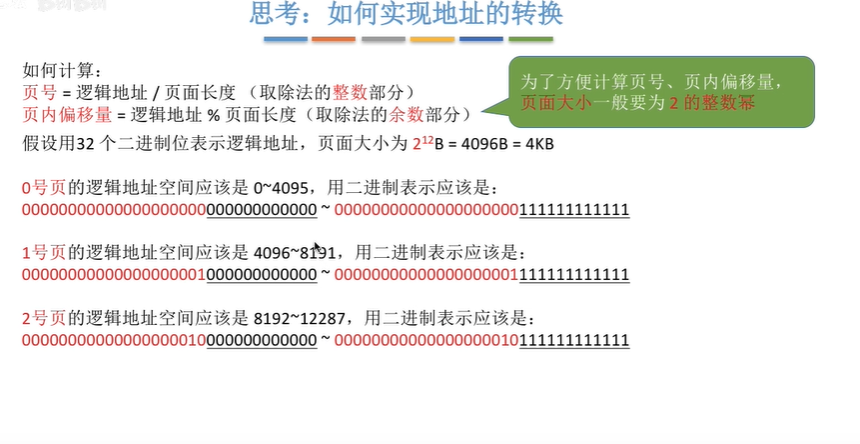 思考：如何实现地址的转换
如何计算：
页号 = 逻辑地址 / 页面长度 （取除法的整数部分）
页内偏移量 = 逻辑地址 % 页面长度（取除法的余数部分）
为了方便计算页号、页内偏移量，
页面大小一般要为 2 的整数幂
假设用32 个二进制位表示逻辑地址，页面大小为 2¹²B = 4096B = 4KB
0号页的逻辑地址空间应该是 0~4095，用二进制表示应该是：
00000000000000000000000000000000 ~ 00000000000000000000111111111111
1号页的逻辑地址空间应该是 4096~8191，用二进制表示应该是：
00000000000000000001000000000000 ~ 00000000000000000001111111111111
2号页的逻辑地址空间应该是 8192~12287，用二进制表示应该是：
00000000000000000010000000000000 ~ 00000000000000000010111111111111